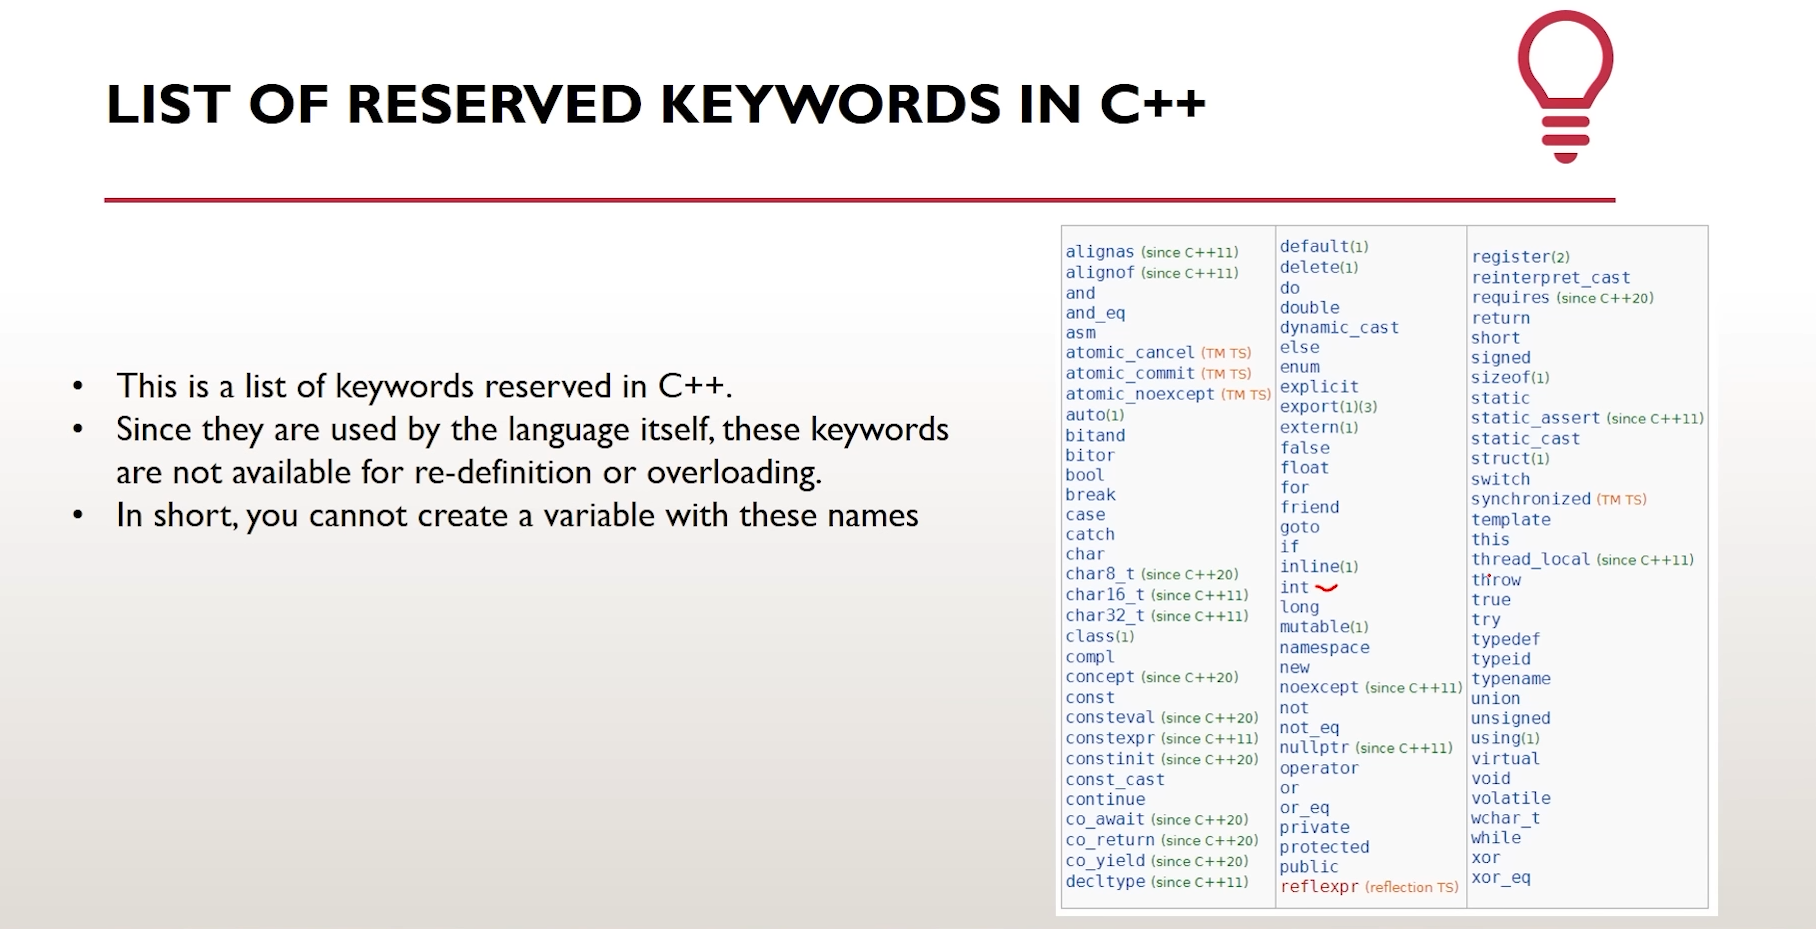 LIST OF RESERVED KEYWORDS IN C++
• This is a list of keywords reserved in C++.
• Since they are used by the language itself, these keywords
are not available for re-definition or overloading.
• In short, you cannot create a variable with these names
alignas (since C++11)
alignof (since C++11)
and
and_eq
asm
atomic_cancel (TM TS)
atomic_commit (TM TS)
atomic_noexcept (TM TS)
auto(1)
bitand
bitor
bool
break
case
catch
char
char8_t (since C++20)
char16_t (since C++11)
char32_t (since C++11)
class(1)
compl
concept (since C++20)
const
consteval (since C++20)
constexpr (since C++11)
constinit (since C++20)
const_cast
continue
co_await (since C++20)
co_return (since C++20)
co_yield (since C++20)
decltype (since C++11)
default(1)
delete(1)
do
double
dynamic_cast
else
enum
explicit
export(1)(3)
extern(1)
false
float
for
friend
goto
if
inline(1)
int
long
mutable(1)
namespace
new
noexcept (since C++11)
not
not_eq
nullptr (since C++11)
operator
or
or_eq
private
protected
public
reflexpr (reflection TS)
register(2)
reinterpret_cast
requires (since C++20)
return
short
signed
sizeof(1)
static
static_assert (since C++11)
static_cast
struct(1)
switch
synchronized (TM TS)
template
this
thread_local (since C++11)
throw
true
try
typedef
typeid
typename
union
unsigned
using(1)
virtual
void
volatile
wchar_t
while
xor
xor_eq